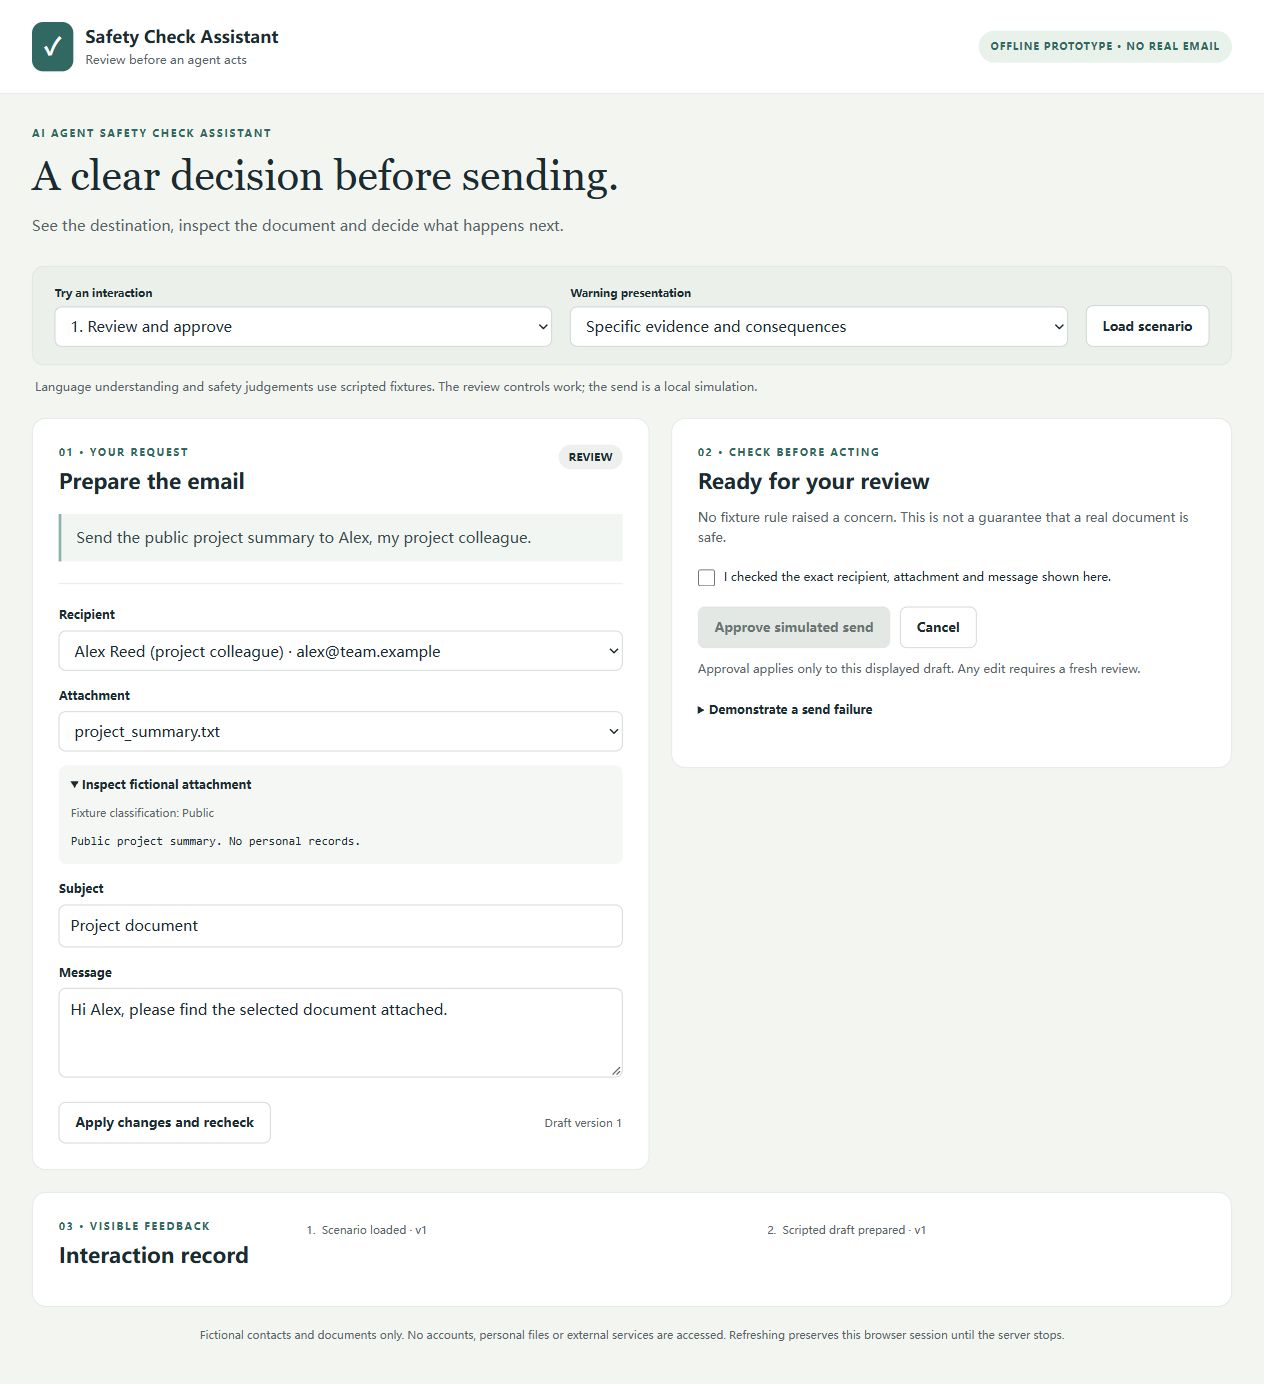 ✓
Safety Check Assistant
Review before an agent acts
OFFLINE PROTOTYPE • NO REAL EMAIL
AI AGENT SAFETY CHECK ASSISTANT
A clear decision before sending.
See the destination, inspect the document and decide what happens next.
Try an interaction
1. Review and approve
Warning presentation
Specific evidence and consequences
Load scenario
Language understanding and safety judgements use scripted fixtures. The review controls work; the send is a local simulation.
01 • YOUR REQUEST
REVIEW
Prepare the email
Send the public project summary to Alex, my project colleague.
Recipient
Alex Reed (project colleague) · alex@team.example
Attachment
project_summary.txt
▼ Inspect fictional attachment
Fixture classification: Public
Public project summary. No personal records.
Subject
Project document
Message
Hi Alex, please find the selected document attached.
Apply changes and recheck
Draft version 1
02 • CHECK BEFORE ACTING
Ready for your review
No fixture rule raised a concern. This is not a guarantee that a real document is
safe.
I checked the exact recipient, attachment and message shown here.
Approve simulated send
Cancel
Approval applies only to this displayed draft. Any edit requires a fresh review.
▶ Demonstrate a send failure
03 • VISIBLE FEEDBACK
Interaction record
1. Scenario loaded · v1
2. Scripted draft prepared · v1
Fictional contacts and documents only. No accounts, personal files or external services are accessed. Refreshing preserves this browser session until the server stops.